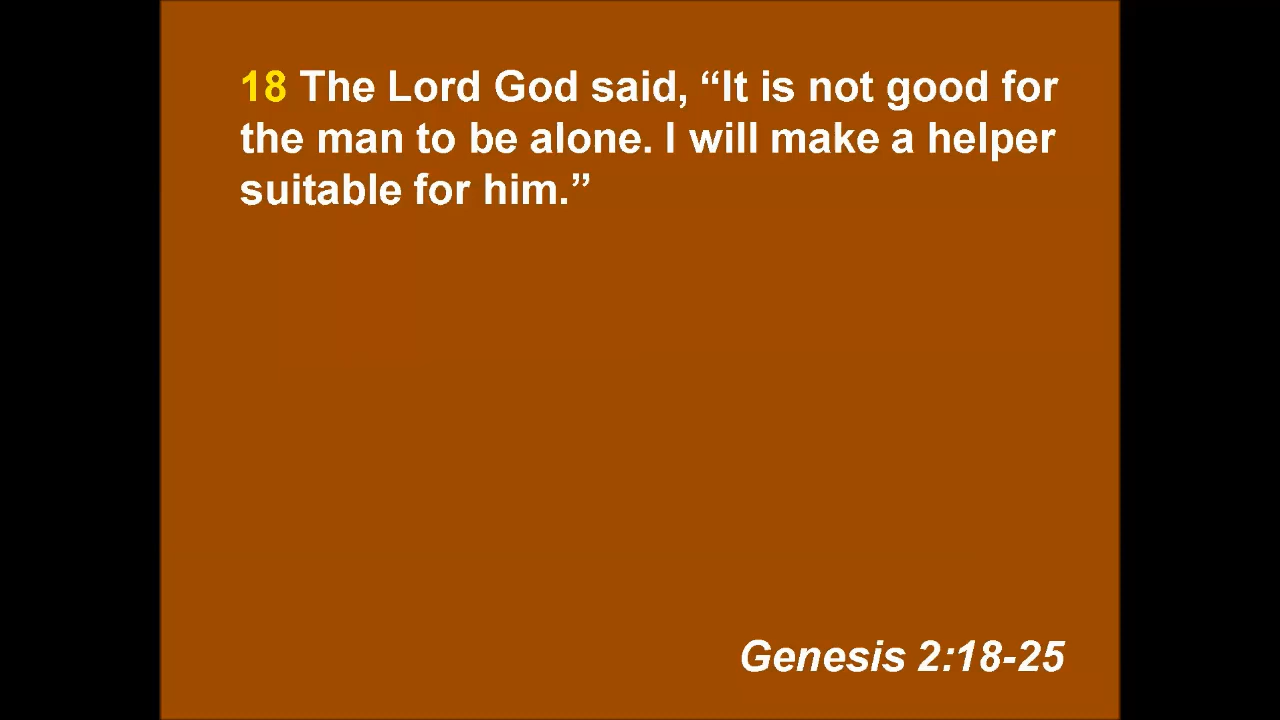 18 The Lord God said, “It is not good for
the man to be alone. I will make a helper
suitable for him.”
Genesis 2:18-25